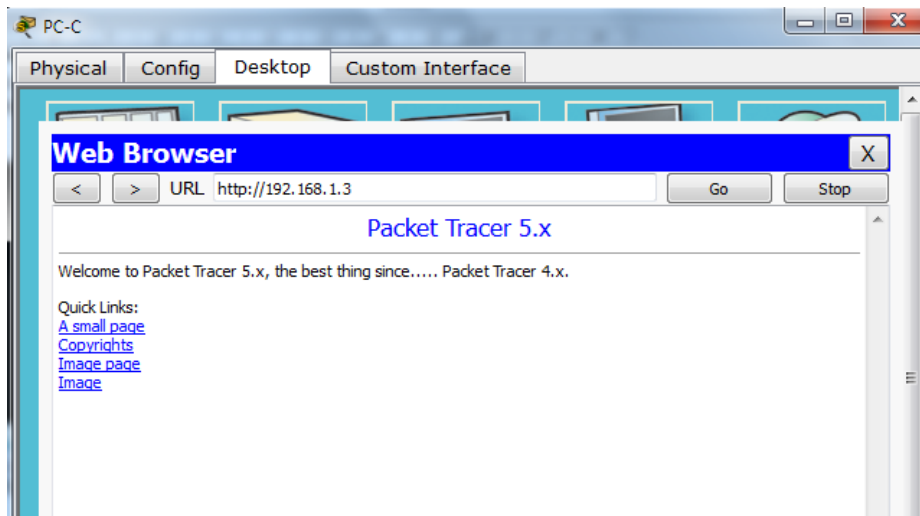 PC-C
Physical Config Desktop Custom Interface
Web Browser X
< > URL http://192.168.1.3 Go Stop
Packet Tracer 5.x
Welcome to Packet Tracer 5.x, the best thing since..... Packet Tracer 4.x.
Quick Links:
A small page
Copyrights
Image page
Image